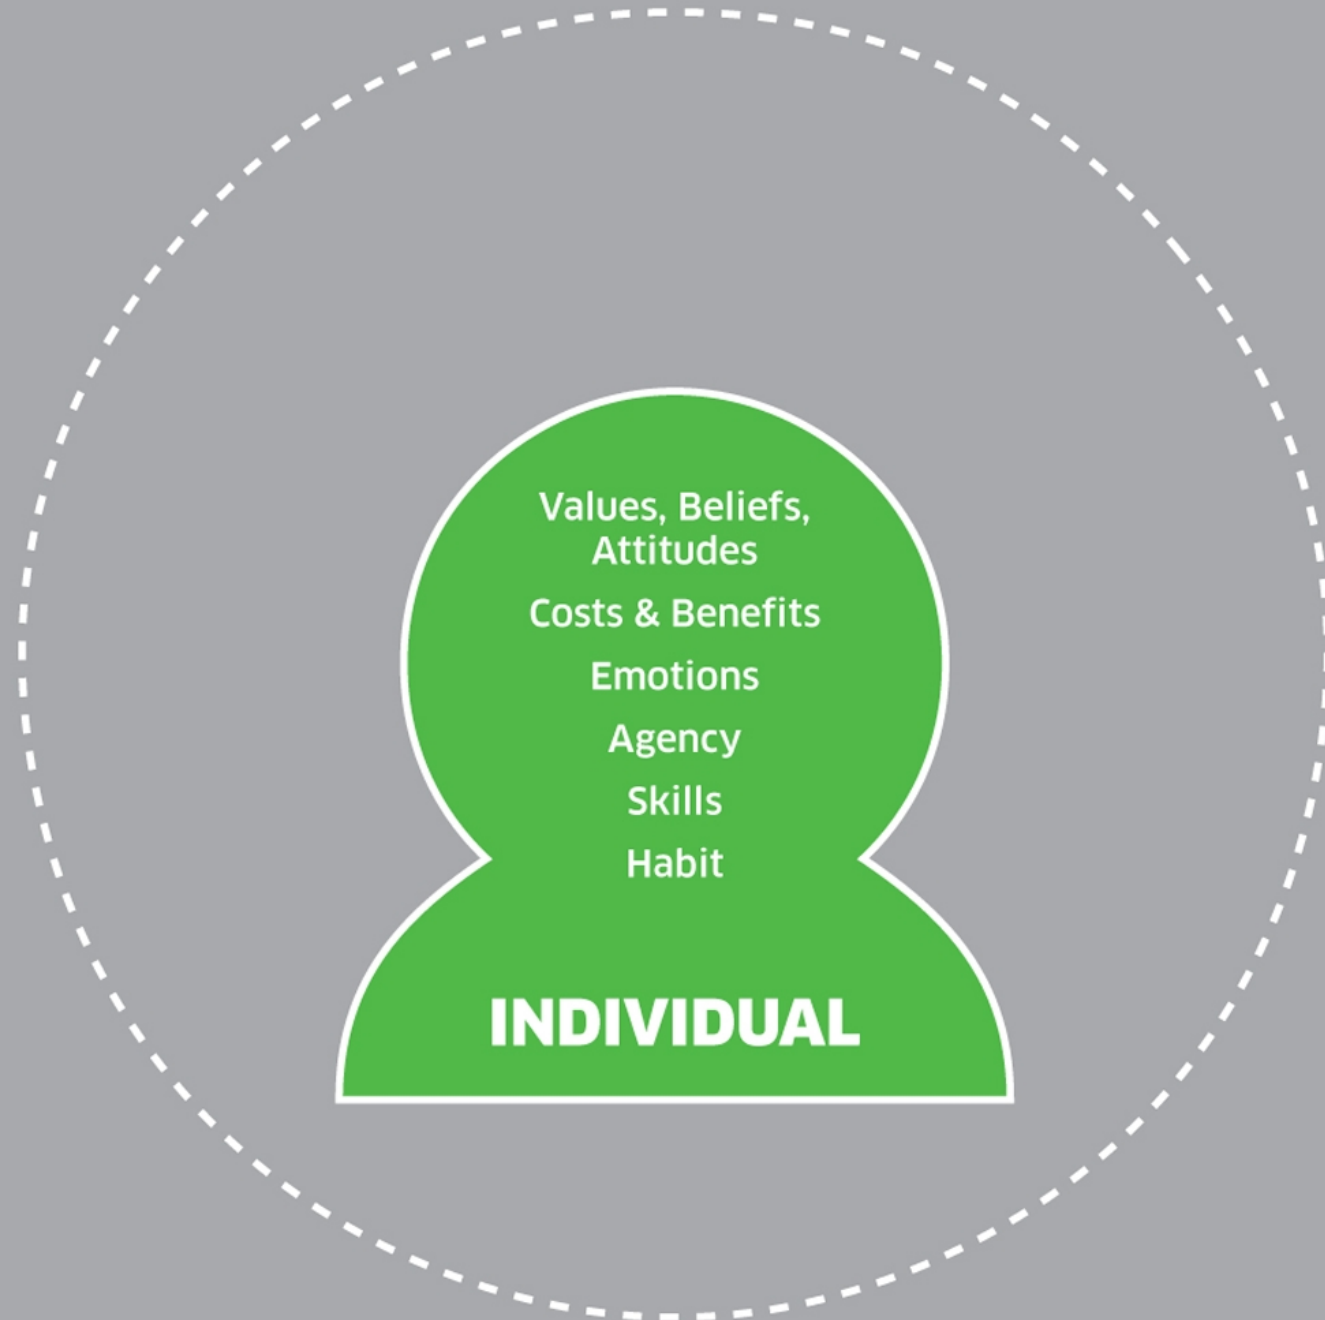 Values, Beliefs,
Attitudes
Costs & Benefits
Emotions
Agency
Skills
Habit
INDIVIDUAL